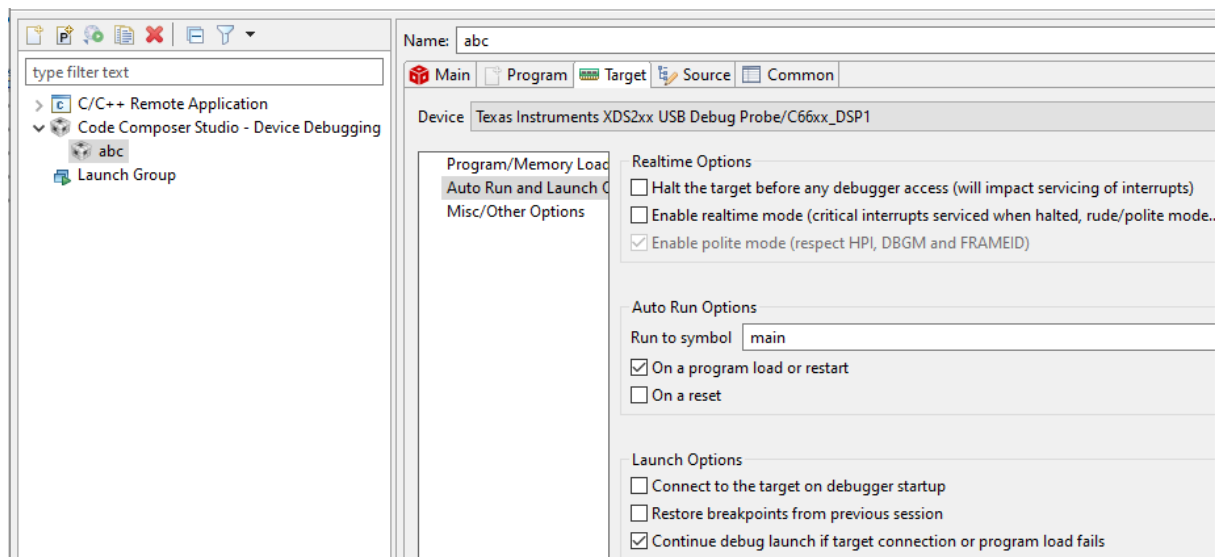 type filter text
C/C++ Remote Application
Code Composer Studio - Device Debugging
abc
Launch Group
Name: abc
Main Program Target Source Common
Device Texas Instruments XDS2xx USB Debug Probe/C66xx_DSP1
Program/Memory Load
Auto Run and Launch
Misc/Other Options
Realtime Options
Halt the target before any debugger access (will impact servicing of interrupts)
Enable realtime mode (critical interrupts serviced when halted, rude/polite mode..
Enable polite mode (respect HPI, DBGM and FRAMEID)
Auto Run Options
Run to symbol main
On a program load or restart
On a reset
Launch Options
Connect to the target on debugger startup
Restore breakpoints from previous session
Continue debug launch if target connection or program load fails